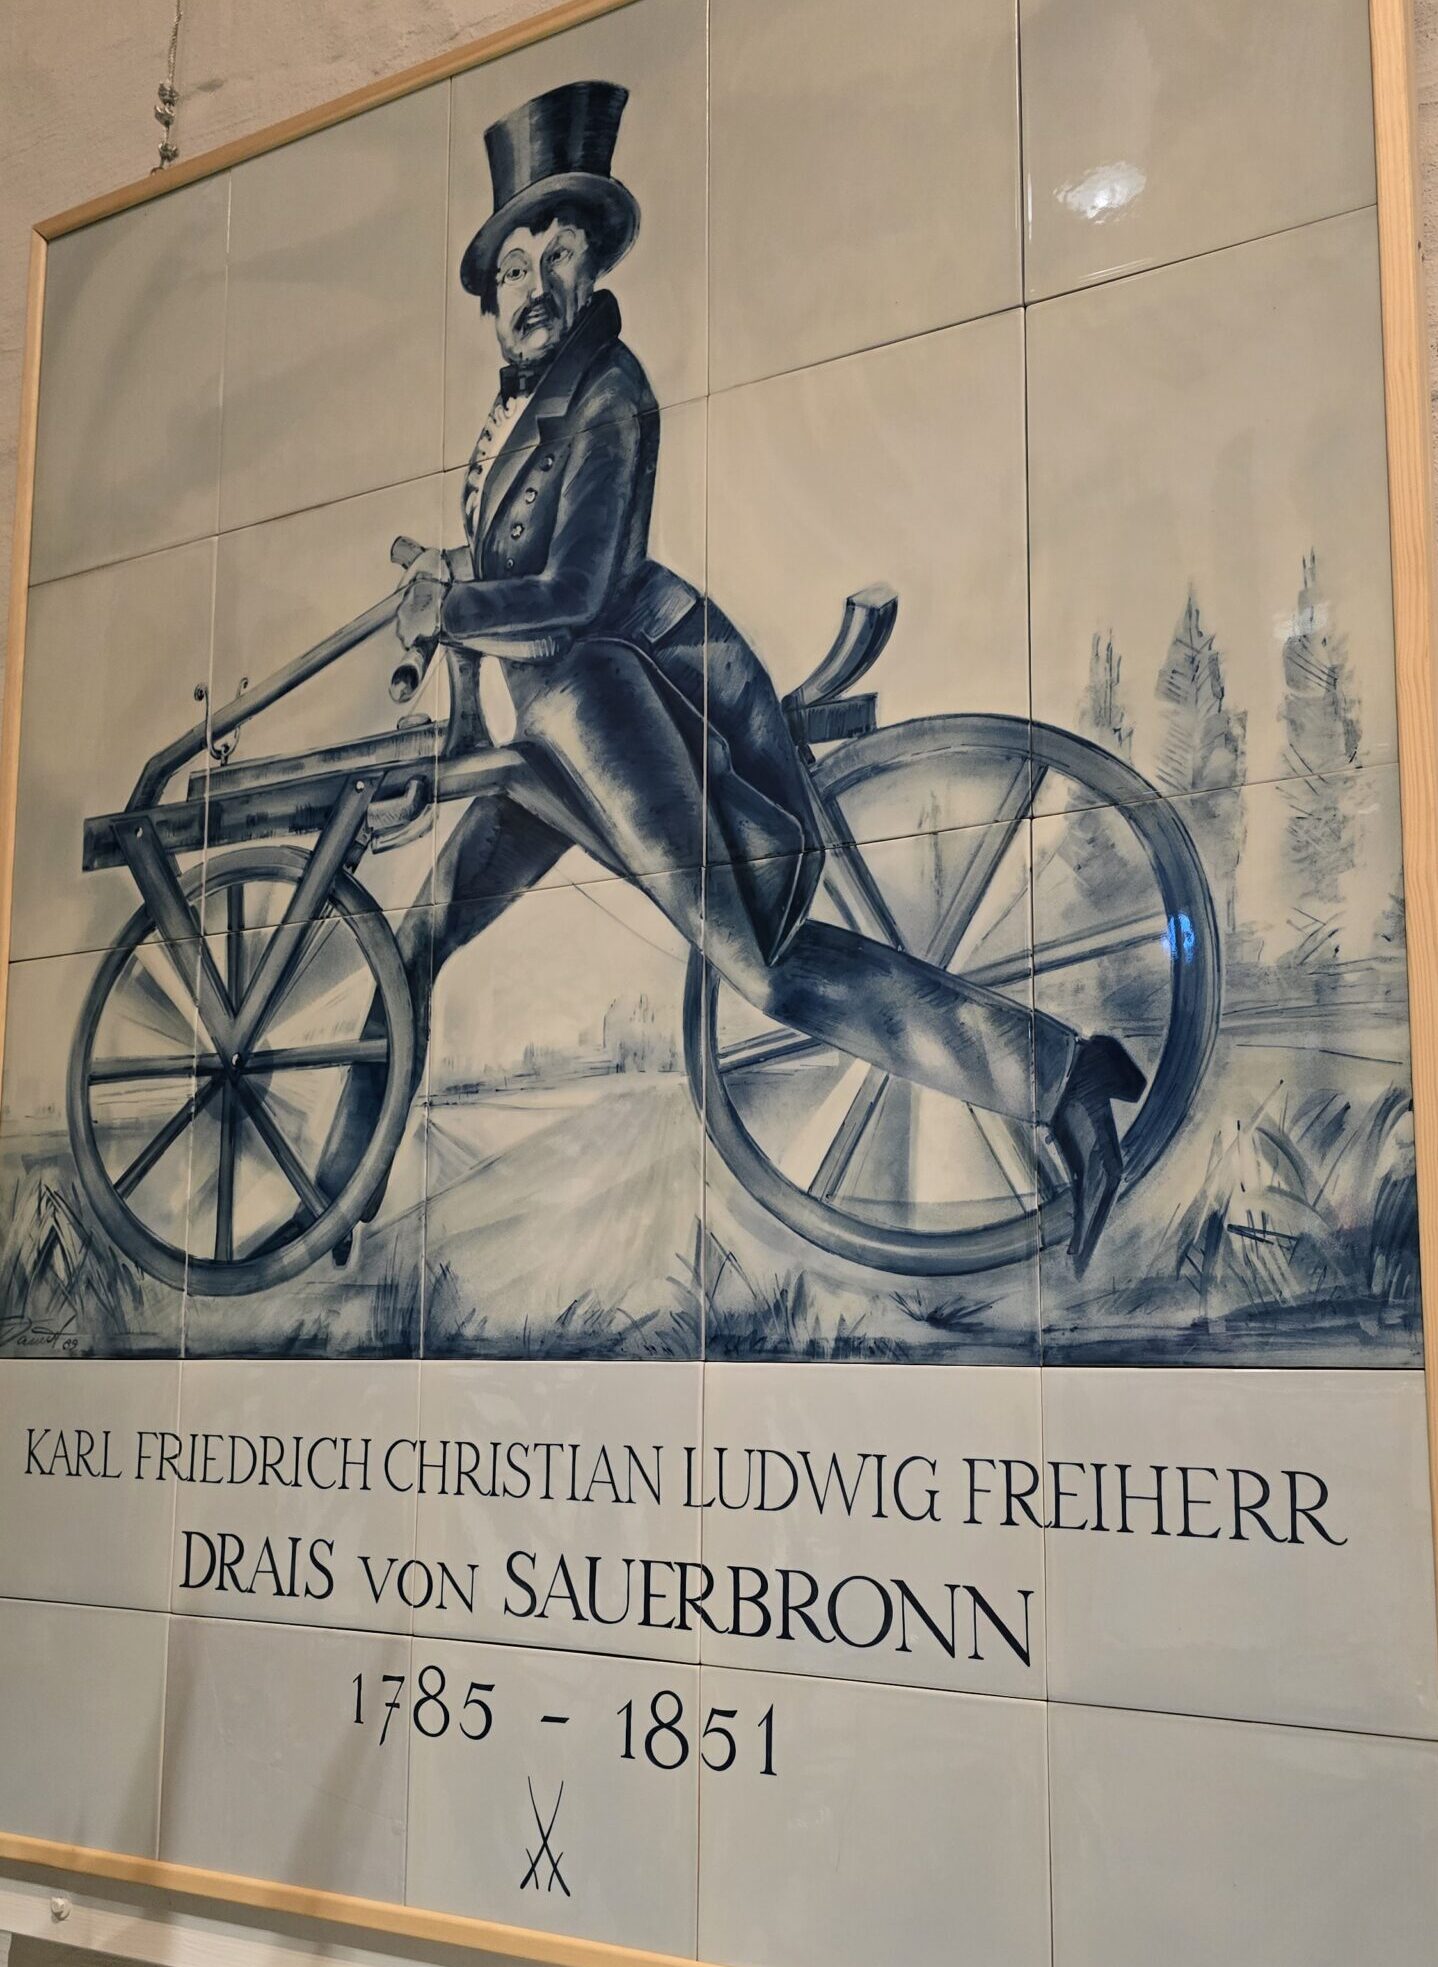 KARL FRIEDRICH CHRISTIAN LUDWIG FREIHERR
DRAIS VON SAUERBRONN
1785 - 1851